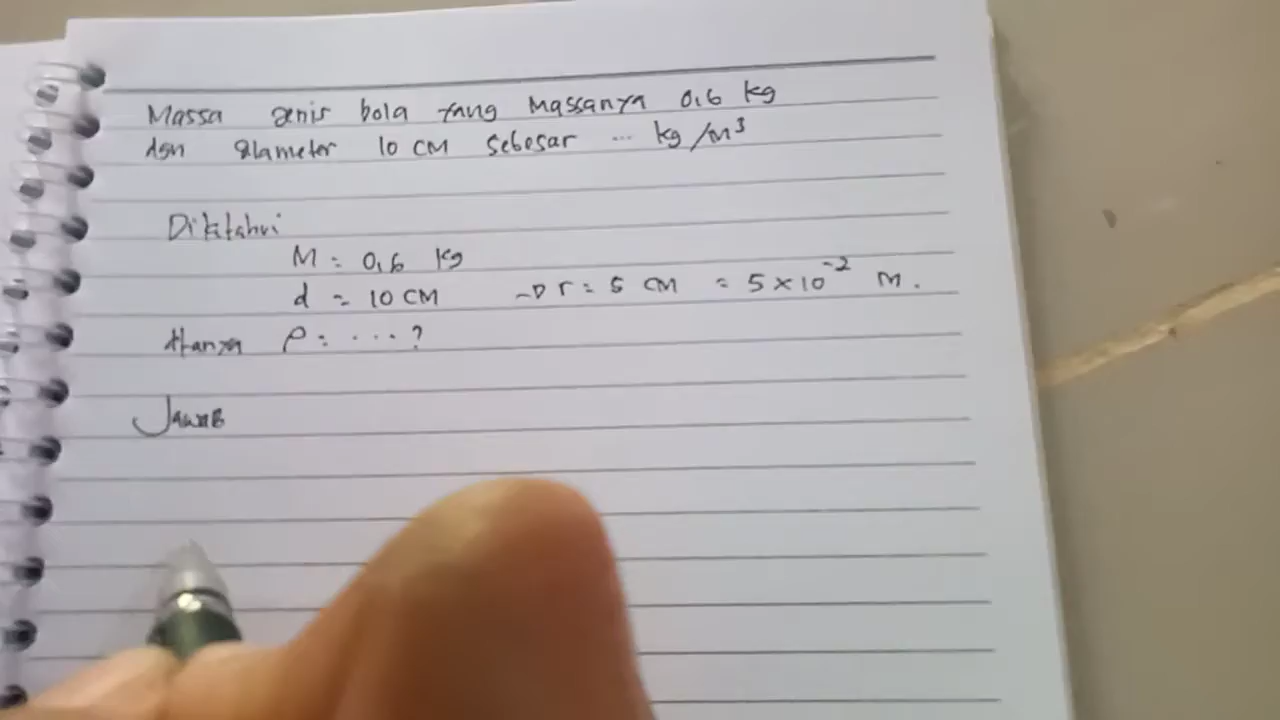 Massa jenis bola yang massanya 0,6 kg
dgn diameter 10 cm sebesar ... kg/m³
Diketahui
M = 0,6 kg
d = 10 cm → r = 5 cm = 5 × 10⁻² m.
Ditanya ρ = ...?
Jawab